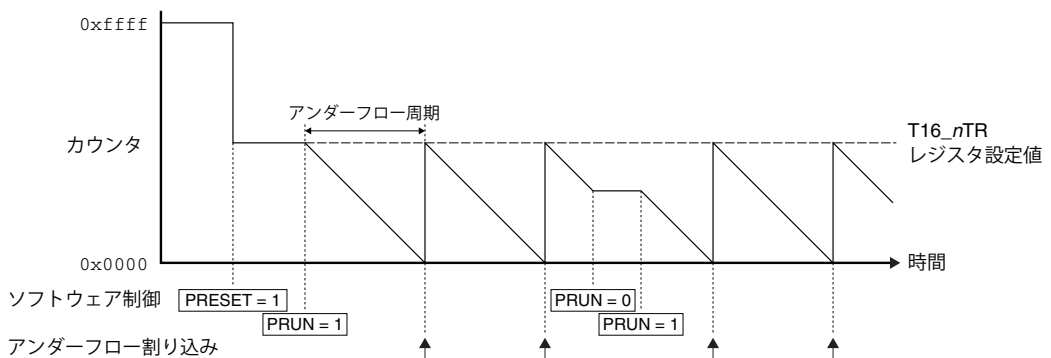 0xffff
アンダーフロー周期
カウンタ
T16_nTR
レジスタ設定値
0x0000
時間
ソフトウェア制御
PRESET = 1
PRUN = 0
PRUN = 1
PRUN = 1
アンダーフロー割り込み